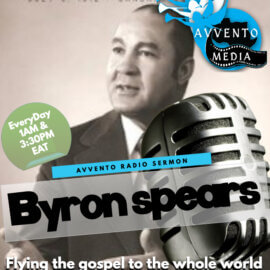 AVVENTO
MEDIA
EveryDay
1AM &
3:30PM
EAT
AVVENTO RADIO SERMON
Byron spears
Flying the gospel to the whole world